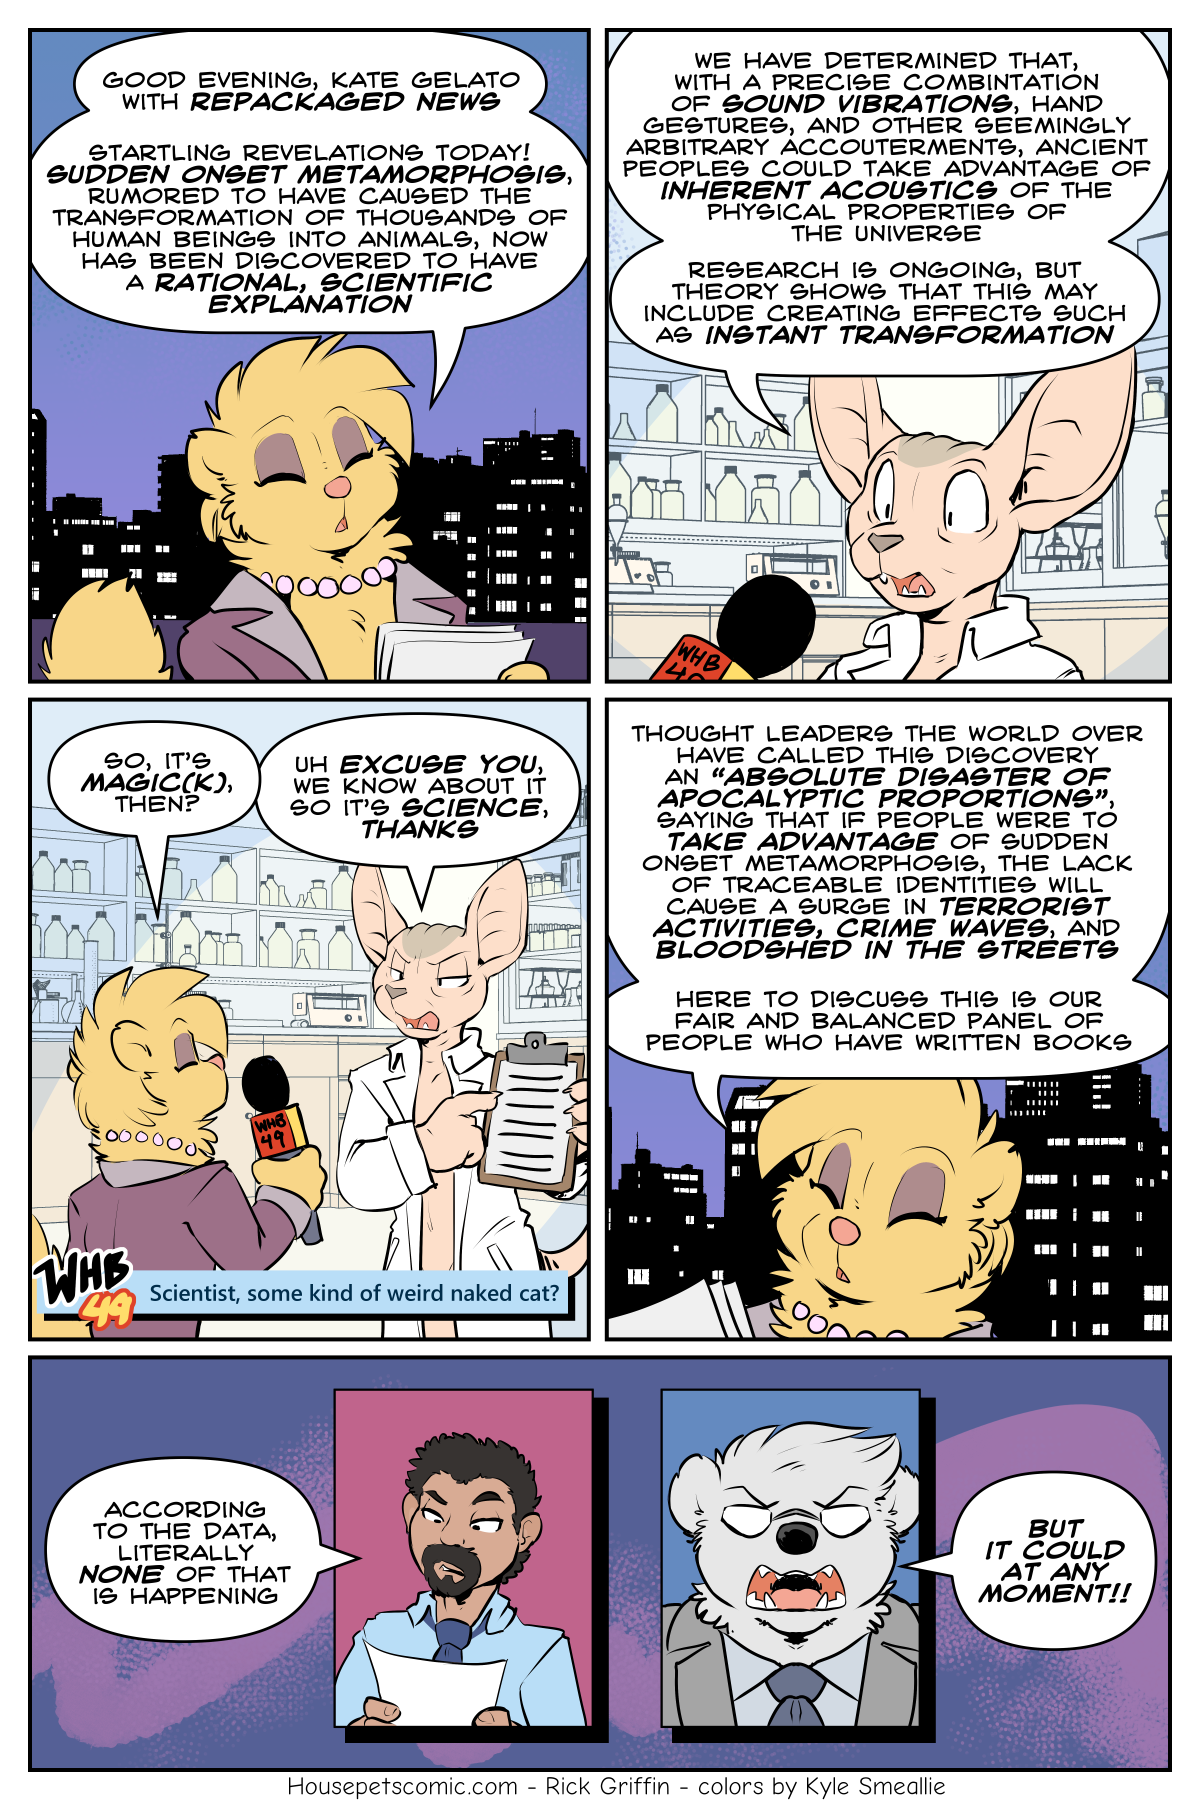 GOOD EVENING, KATE GELATO
WITH REPACKAGED NEWS
STARTLING REVELATIONS TODAY!
SUDDEN ONSET METAMORPHOSIS,
RUMORED TO HAVE CAUSED THE
TRANSFORMATION OF THOUSANDS OF
HUMAN BEINGS INTO ANIMALS, NOW
HAS BEEN DISCOVERED TO HAVE
A RATIONAL, SCIENTIFIC
EXPLANATION
WE HAVE DETERMINED THAT,
WITH A PRECISE COMBINTATION
OF SOUND VIBRATIONS, HAND
GESTURES, AND OTHER SEEMINGLY
ARBITRARY ACCOUTERMENTS, ANCIENT
PEOPLES COULD TAKE ADVANTAGE OF
INHERENT ACOUSTICS OF THE
PHYSICAL PROPERTIES OF
THE UNIVERSE
RESEARCH IS ONGOING, BUT
THEORY SHOWS THAT THIS MAY
INCLUDE CREATING EFFECTS SUCH
AS INSTANT TRANSFORMATION
WHB
49
SO, IT'S
MAGIC(K),
THEN?
UH EXCUSE YOU,
WE KNOW ABOUT IT
SO IT'S SCIENCE,
THANKS
WHB
49
WHB
49
Scientist, some kind of weird naked cat?
THOUGHT LEADERS THE WORLD OVER
HAVE CALLED THIS DISCOVERY
AN "ABSOLUTE DISASTER OF
APOCALYPTIC PROPORTIONS",
SAYING THAT IF PEOPLE WERE TO
TAKE ADVANTAGE OF SUDDEN
ONSET METAMORPHOSIS, THE LACK
OF TRACEABLE IDENTITIES WILL
CAUSE A SURGE IN TERRORIST
ACTIVITIES, CRIME WAVES, AND
BLOODSHED IN THE STREETS
HERE TO DISCUSS THIS IS OUR
FAIR AND BALANCED PANEL OF
PEOPLE WHO HAVE WRITTEN BOOKS
ACCORDING
TO THE DATA,
LITERALLY
NONE OF THAT
IS HAPPENING
BUT
IT COULD
AT ANY
MOMENT!!
Housepetscomic.com - Rick Griffin - colors by Kyle Smeallie